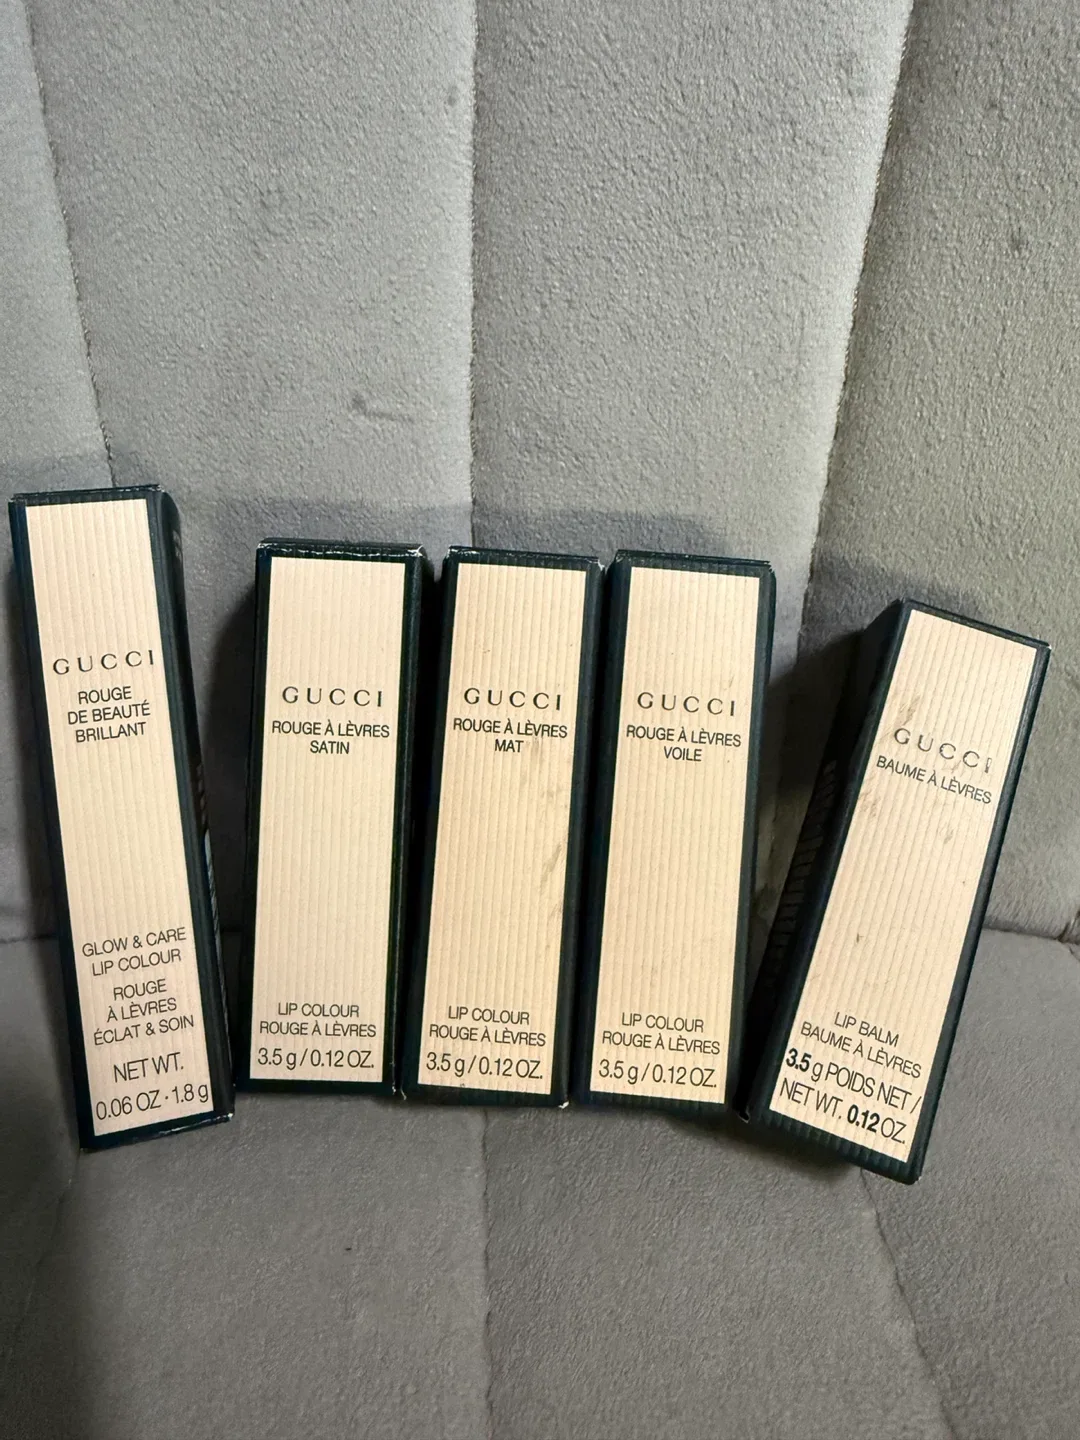 GUCCI
ROUGE
DE BEAUTÉ
BRILLANT
GLOW & CARE
LIP COLOUR
ROUGE
À LÈVRES
ÉCLAT & SOIN
NET WT.
0.06 OZ · 1.8 g
GUCCI
ROUGE À LÈVRES
SATIN
LIP COLOUR
ROUGE À LÈVRES
3.5 g / 0.12 OZ.
GUCCI
ROUGE À LÈVRES
MAT
LIP COLOUR
ROUGE À LÈVRES
3.5 g / 0.12 OZ.
GUCCI
ROUGE À LÈVRES
VOILE
LIP COLOUR
ROUGE À LÈVRES
3.5 g / 0.12 OZ.
GUCCI
BAUME À LÈVRES
LIP BALM
BAUME À LÈVRES
3.5 g POIDS NET /
NET WT. 0.12 OZ.